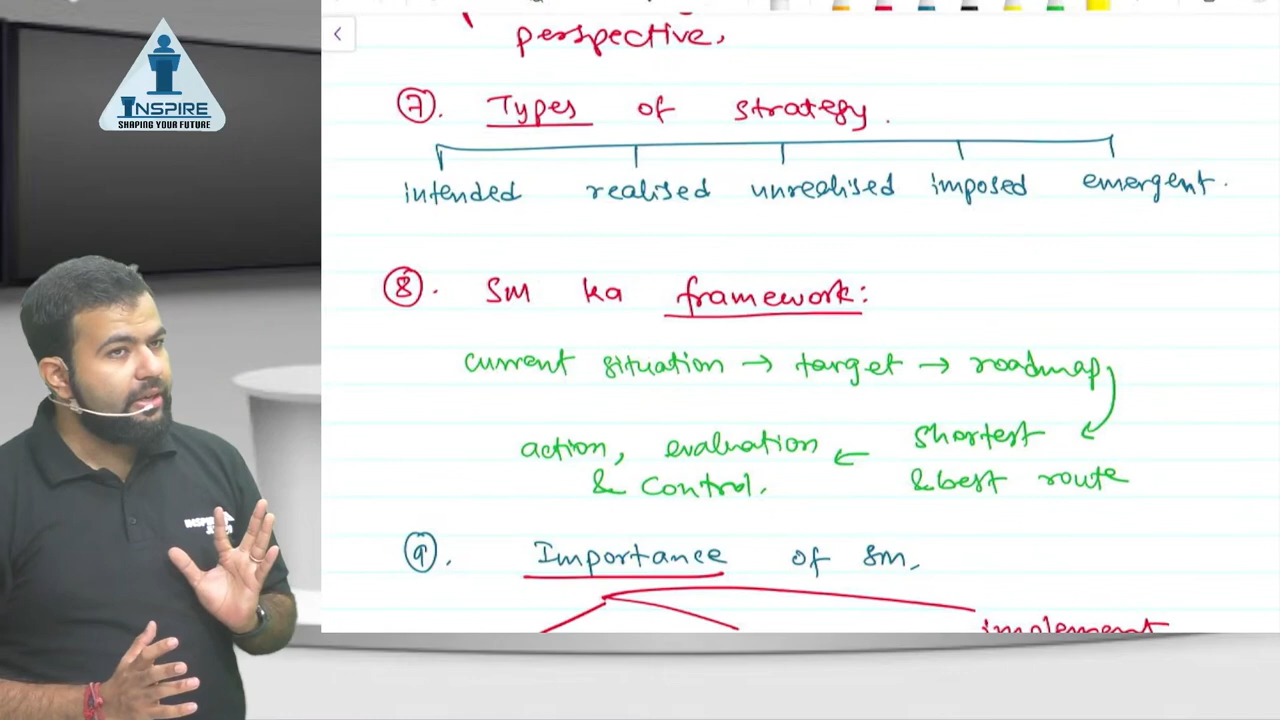 INSPIRE
SHAPING YOUR FUTURE
perspective.
7. Types of strategy.
intended realised unrealised imposed emergent.
8. SM ka framework:
current situation → target → roadmap
shortest
& best route
← action, evaluation
& control.
9. Importance of SM.
implement